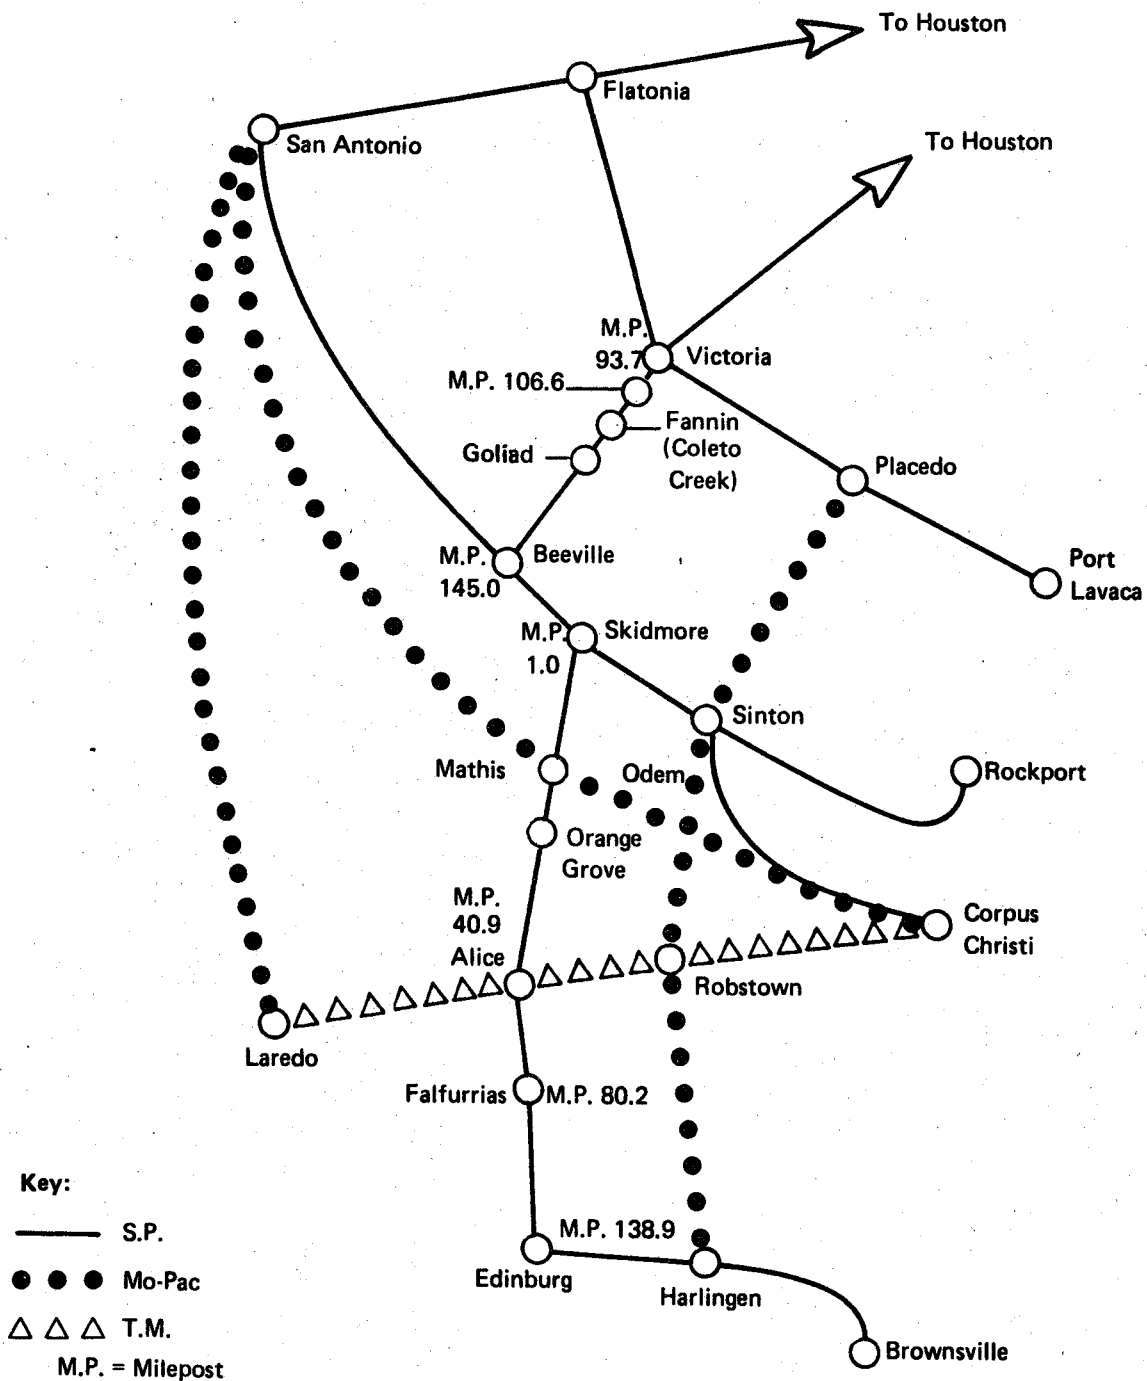 To Houston
Flatonia
San Antonio
To Houston
M.P.
93.7
Victoria
M.P. 106.6
Fannin
(Coleto
Creek)
Goliad
Placedo
M.P.
145.0
Beeville
Port
Lavaca
M.P.
1.0
Skidmore
Sinton
Mathis
Odem
Rockport
Orange
Grove
M.P.
40.9
Alice
Corpus
Christi
Robstown
Laredo
Falfurrias
M.P. 80.2
Key:
S.P.
M.P. 138.9
Mo-Pac
Edinburg
Harlingen
T.M.
Brownsville
M.P. = Milepost